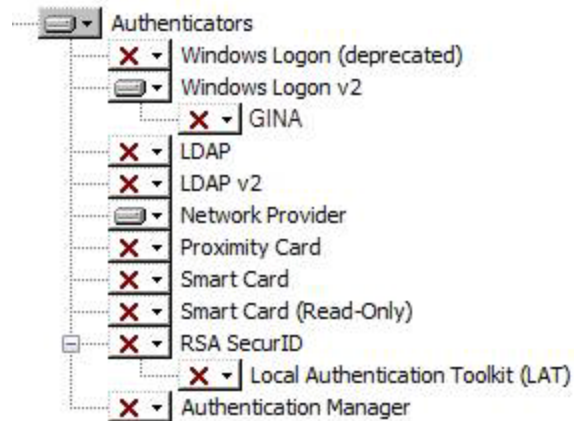 Authenticators
Windows Logon (deprecated)
Windows Logon v2
GINA
LDAP
LDAP v2
Network Provider
Proximity Card
Smart Card
Smart Card (Read-Only)
RSA SecurID
Local Authentication Toolkit (LAT)
Authentication Manager